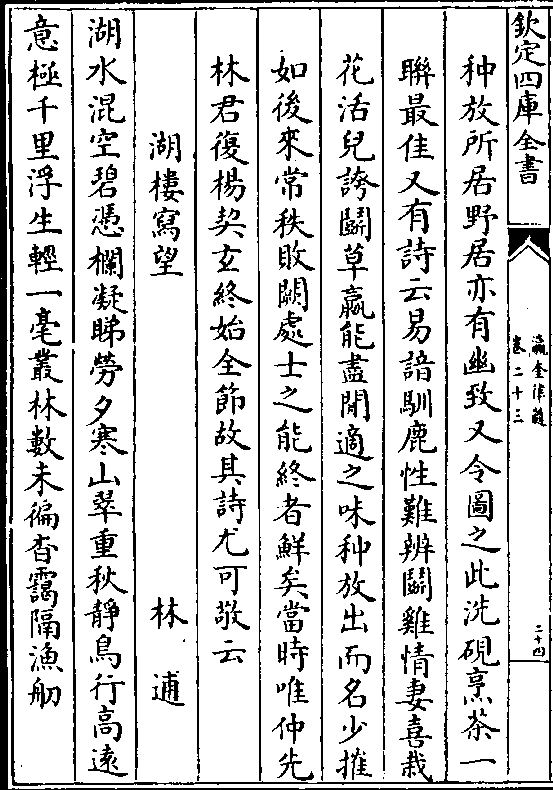 欽定四庫全書
瀛奎律髓
卷二十三
二十四
种放所居野居亦有幽致又令圖之此洗硯烹茶一
聯最佳又有詩云易諳馴鹿性難辨鬬雞情妻喜栽
花活兒誇鬬草贏能盡閒適之味种放出而名少摧
如後來常秩敗闕處士之能終者鮮矣當時唯仲先
林君復楊契玄終始全節故其詩尤可敬云
湖樓寫望
林逋
湖水混空碧憑欄凝睇勞夕寒山翠重秋靜鳥行高遠
意極千里浮生輕一毫叢林數未徧杳靄隔漁舠